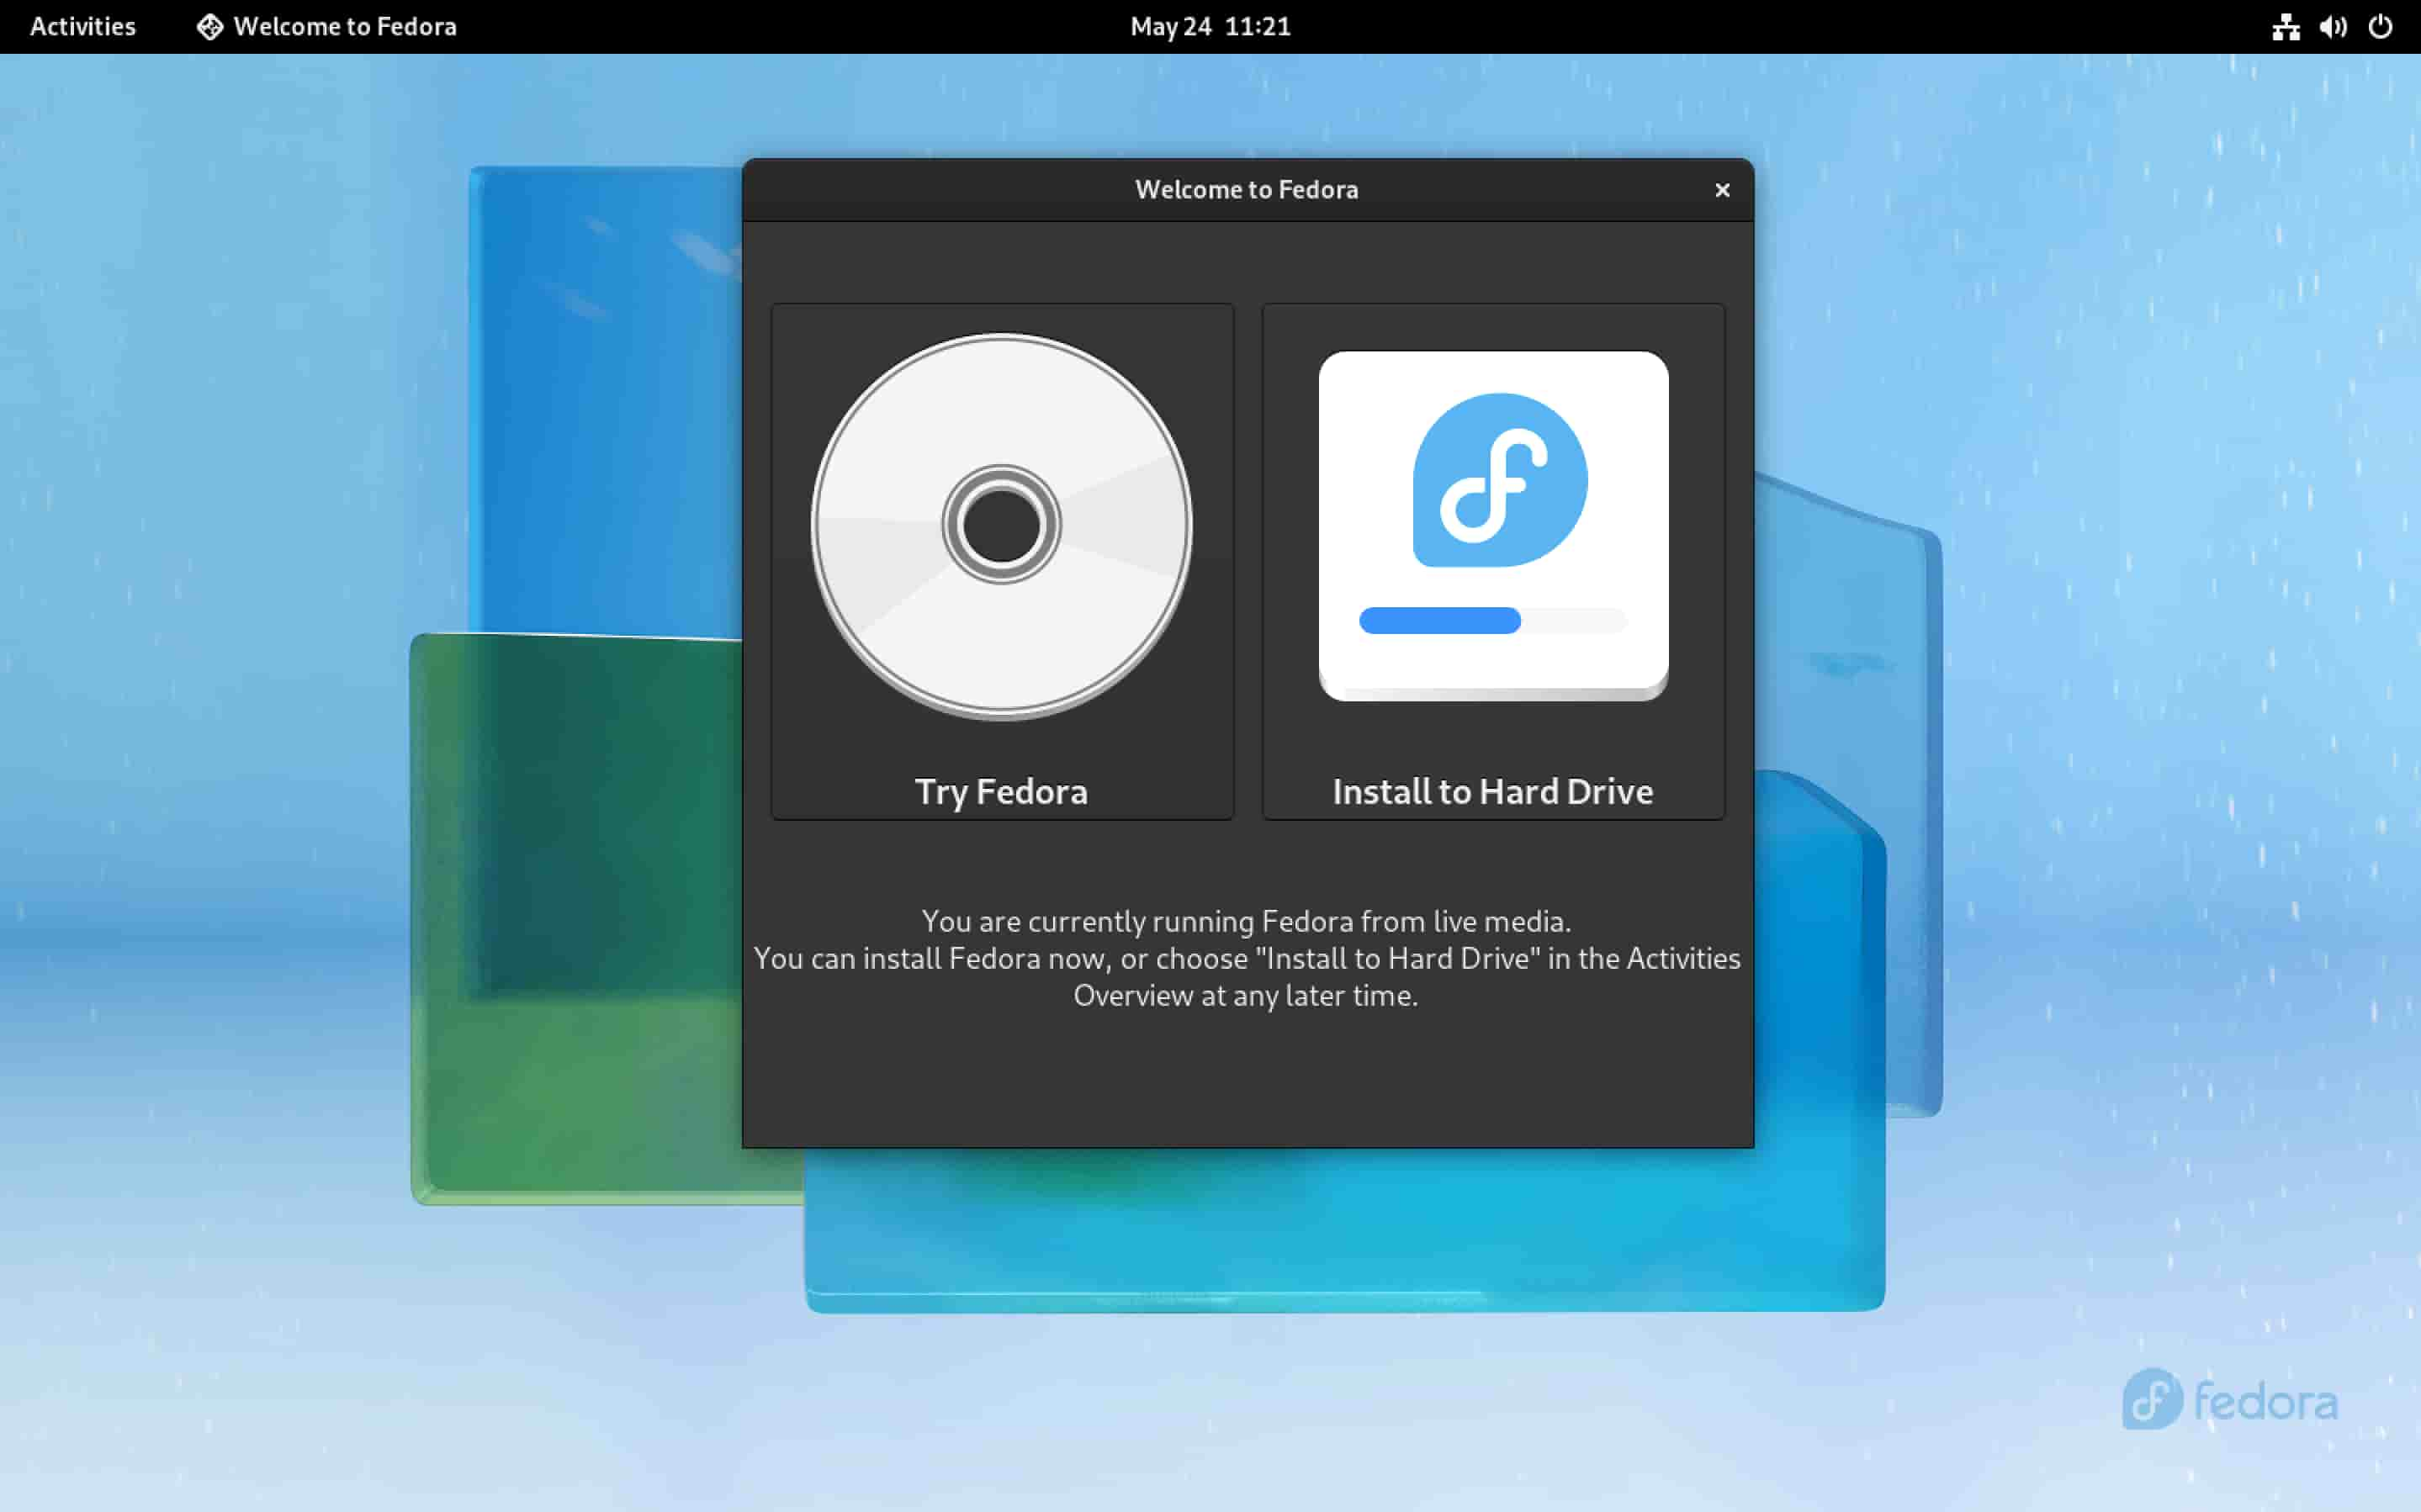 Activities Welcome to Fedora May 24 11:21
Welcome to Fedora
Try Fedora
Install to Hard Drive
You are currently running Fedora from live media.
You can install Fedora now, or choose "Install to Hard Drive" in the Activities
Overview at any later time.
fedora